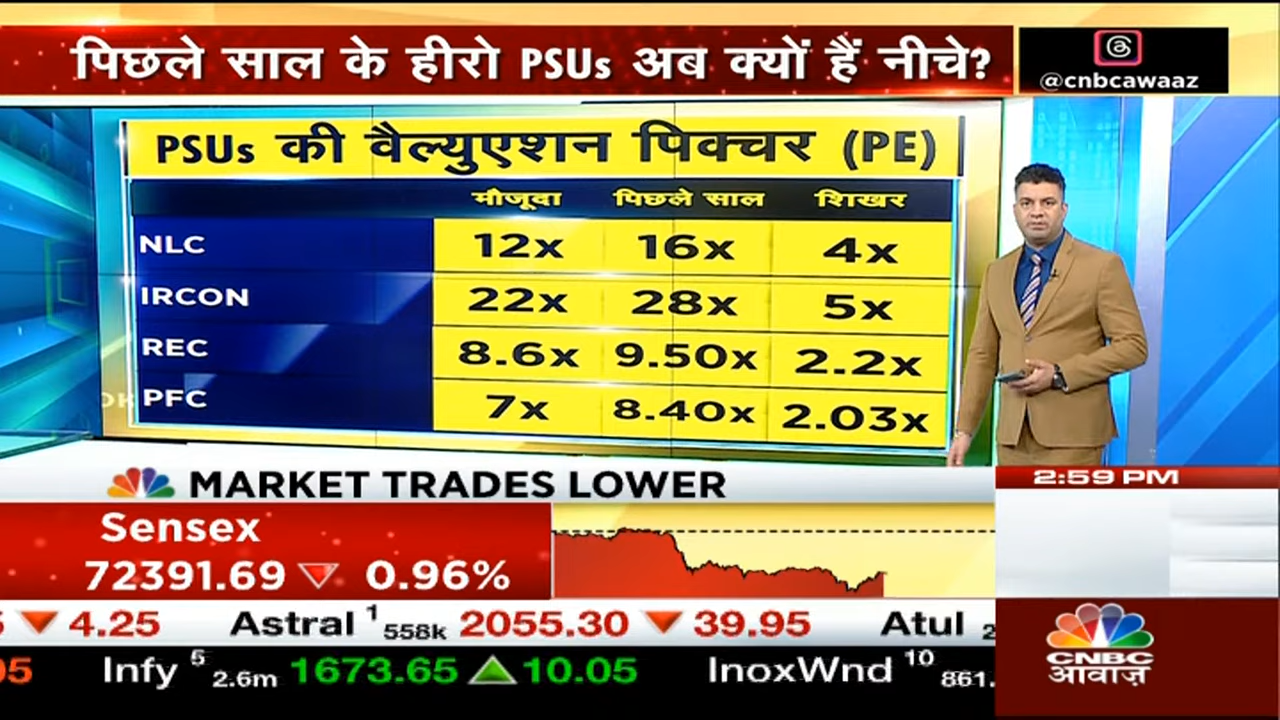 पिछले साल के हीरो PSUs अब क्यों हैं नीचे?
@cnbcawaaz
PSUs की वैल्युएशन पिक्चर (PE)
मौजूदा पिछले साल शिखर
NLC 12x 16x 4x
IRCON 22x 28x 5x
REC 8.6x 9.50x 2.2x
PFC 7x 8.40x 2.03x
MARKET TRADES LOWER
2:59 PM
Sensex
72391.69 ▼ 0.96%
▼ 4.25 Astral 1 558k 2055.30 ▼ 39.95 Atul
Infy 5 2.6m 1673.65 ▲ 10.05 InoxWnd 10 861.
CNBC
आवाज़